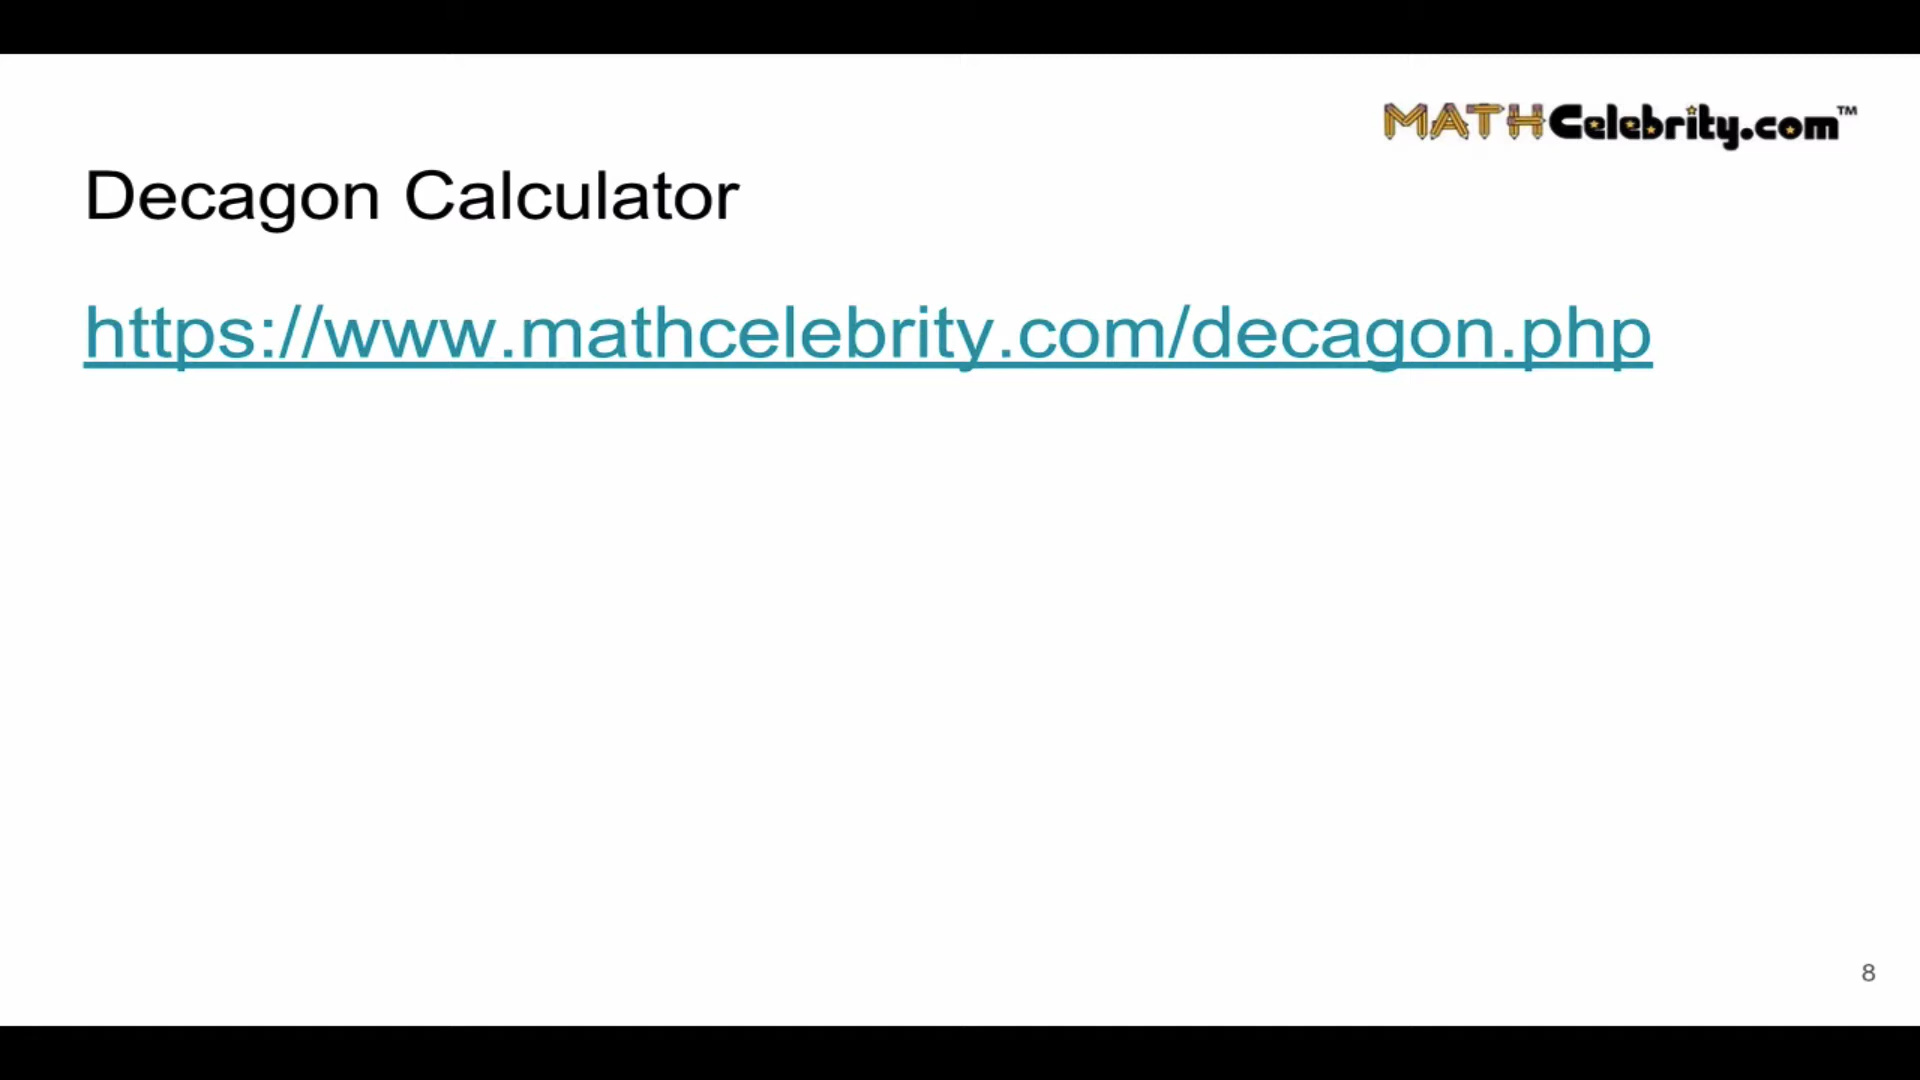 MATHCelebrity.com™
Decagon Calculator
https://www.mathcelebrity.com/decagon.php
8